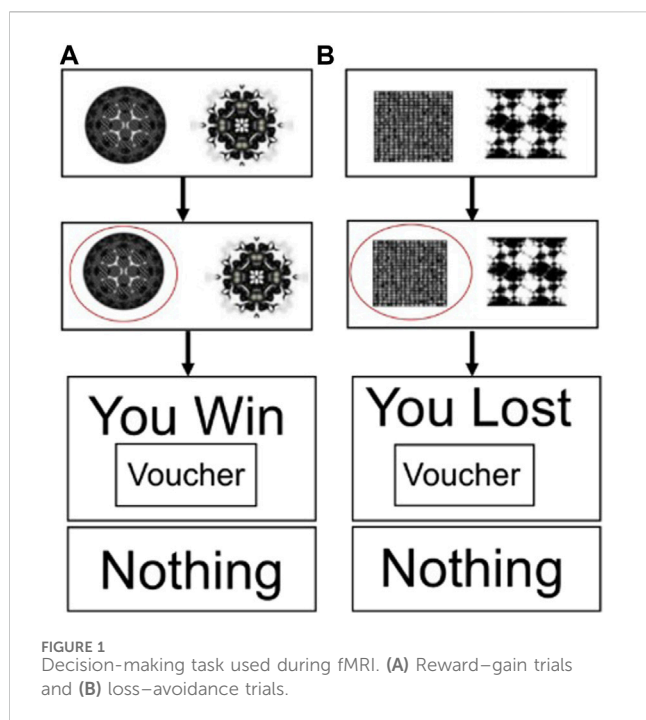 A
B
You Win
Voucher
Nothing
You Lost
Voucher
Nothing
FIGURE 1
Decision-making task used during fMRI. (A) Reward–gain trials
and (B) loss–avoidance trials.